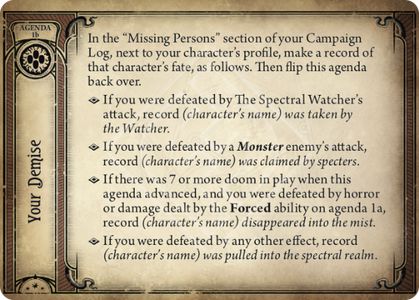 AGENDA
1b
Your Demise
In the “Missing Persons” section of your Campaign
Log, next to your character’s profile, make a record of
that character’s fate, as follows. Then flip this agenda
back over.
If you were defeated by The Spectral Watcher’s
attack, record (character’s name) was taken by
the Watcher.
If you were defeated by a Monster enemy’s attack,
record (character’s name) was claimed by specters.
If there was 7 or more doom in play when this
agenda advanced, and you were defeated by horror
or damage dealt by the Forced ability on agenda 1a,
record (character’s name) disappeared into the mist.
If you were defeated by any other effect, record
(character’s name) was pulled into the spectral realm.